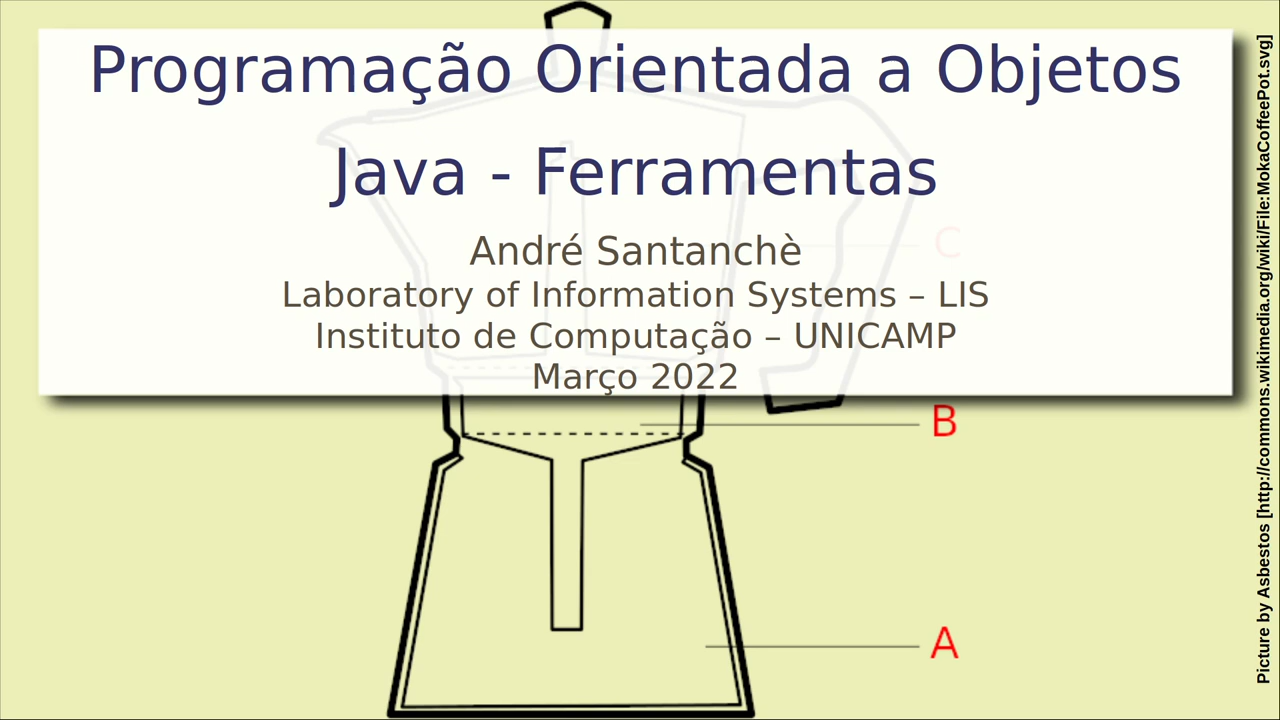 Programação Orientada a Objetos
Java - Ferramentas
André Santanchè
Laboratory of Information Systems – LIS
Instituto de Computação – UNICAMP
Março 2022
C
B
A
Picture by Asbestos [http://commons.wikimedia.org/wiki/File:MokaCoffeePot.svg]